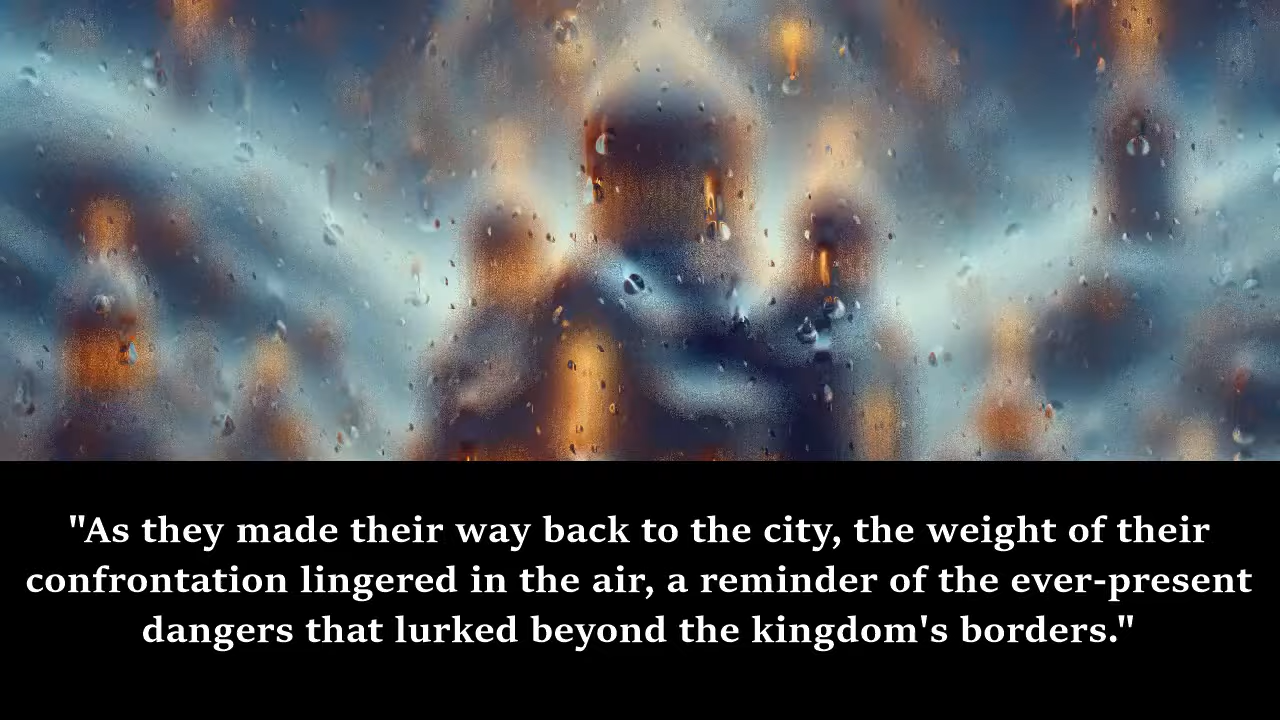 "As they made their way back to the city, the weight of their
confrontation lingered in the air, a reminder of the ever-present
dangers that lurked beyond the kingdom's borders."